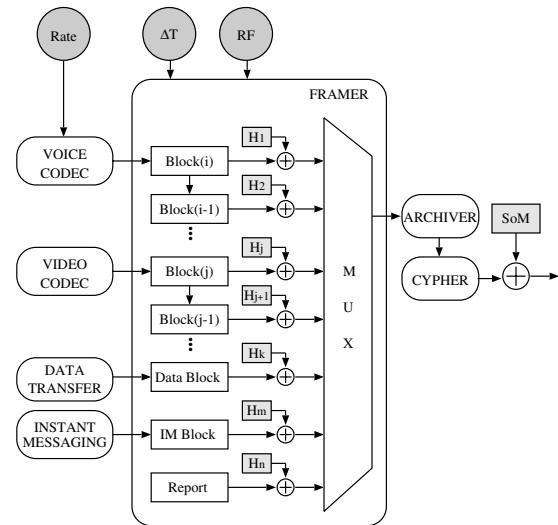 Rate
ΔT
RF
FRAMER
VOICE
CODEC
Block(i)
H1
Block(i-1)
H2
VIDEO
CODEC
Block(j)
Hj
Block(j-1)
Hj+1
DATA
TRANSFER
Data Block
Hk
INSTANT
MESSAGING
IM Block
Hm
Report
Hn
M
U
X
ARCHIVER
CYPHER
SoM